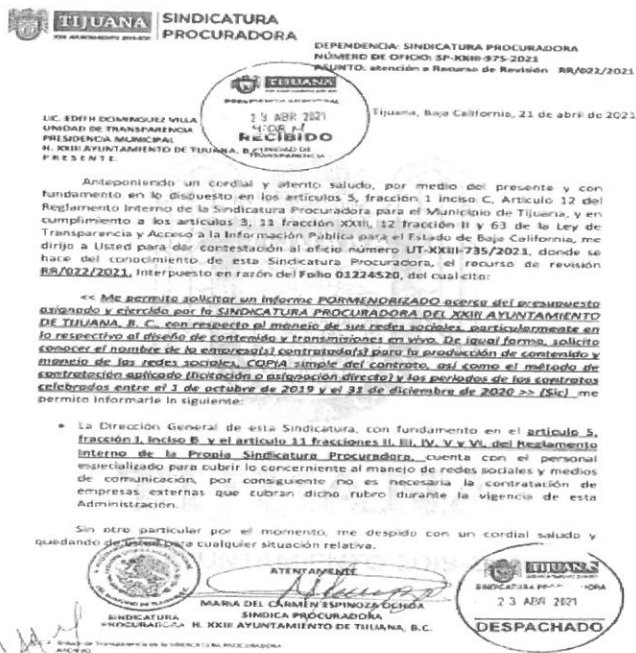 TIJUANA
XXIII AYUNTAMIENTO 2019-2021
SINDICATURA
PROCURADORA
DEPENDENCIA: SINDICATURA PROCURADORA
NÚMERO DE OFICIO: SP-XXIII-975-2021
ASUNTO: atención a Recurso de Revisión RR/022/2021
TIJUANA
PRESIDENCIA MUNICIPAL
29 ABR 2021
RECIBIDO
UNIDAD DE
TRANSPARENCIA
Tijuana, Baja California, 21 de abril de 2021
LIC. EDITH DOMINGUEZ VILLA
UNIDAD DE TRANSPARENCIA
PRESIDENCIA MUNICIPAL
H. XXIII AYUNTAMIENTO DE TIJUANA, B.C.
P R E S E N T E.
Anteponiendo un cordial y atento saludo, por medio del presente y con
fundamento en lo dispuesto en los artículos 5, fracción 1 inciso C, Artículo 12 del
Reglamento Interno de la Sindicatura Procuradora para el Municipio de Tijuana, y en
cumplimiento a los artículos 3, 11 fracción XXIII, 12 fracción II y 63 de la Ley de
Transparencia y Acceso a la Información Pública para el Estado de Baja California, me
dirijo a Usted para dar contestación al oficio número UT-XXIII-735/2021, donde se
hace del conocimiento de esta Sindicatura Procuradora, el recurso de revisión
RR/022/2021, Interpuesto en razón del Folio 01224520, del cual cito:
<< Me permito solicitar un informe PORMENORIZADO acerca del presupuesto
asignado y ejercido por la SINDICATURA PROCURADORA DEL XXIII AYUNTAMIENTO
DE TIJUANA, B. C., con respecto al manejo de sus redes sociales, particularmente en
lo respectivo al diseño de contenido y transmisiones en vivo. De igual forma, solicito
conocer el nombre de la empresa(s) contratada(s) para la producción de contenido y
manejo de las redes sociales, COPIA simple del contrato, así como el método de
contratación aplicado (licitación o asignación directa) y los periodos de los contratos
celebrados entre el 1 de octubre de 2019 y el 31 de diciembre de 2020 >> (Sic) me
permito Informarle lo siguiente:
• La Dirección General de esta Sindicatura, con fundamento en el artículo 5,
fracción I, Inciso B y el artículo 11 fracciones II, III, IV, V y VI, del Reglamento
Interno de la Propia Sindicatura Procuradora, cuenta con el personal
especializado para cubrir lo concerniente al manejo de redes sociales y medios
de comunicación, por consiguiente no es necesaria la contratación de
empresas externas que cubran dicho rubro durante la vigencia de esta
Administración.
Sin otro particular por el momento, me despido con un cordial saludo y
quedando de Usted para cualquier situación relativa.
ATENTAMENTE
MARIA DEL CARMEN ESPINOZA OCHOA
SINDICA PROCURADORA
H. XXIII AYUNTAMIENTO DE TIJUANA, B.C.
SINDICATURA
PROCURADORA
TIJUANA
23 ABR 2021
DESPACHADO